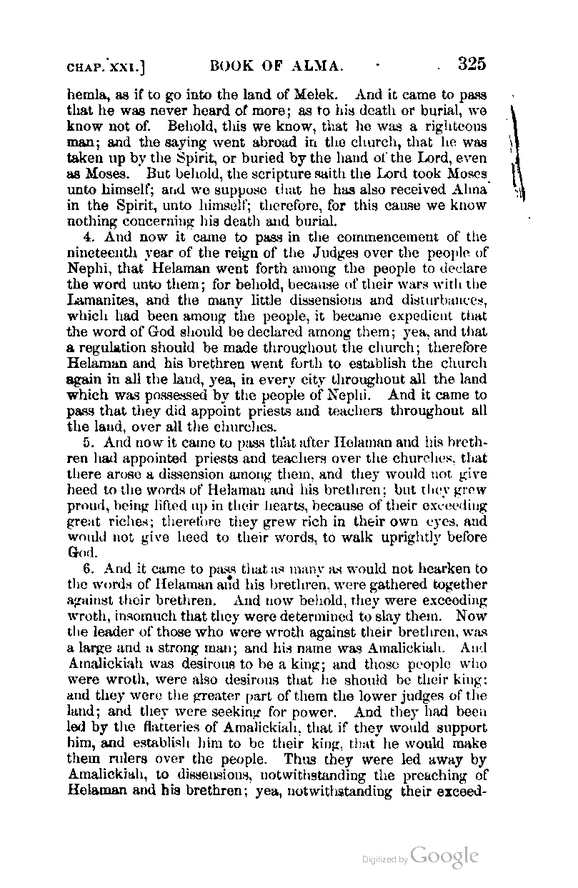 CHAP. XXI.] BOOK OF ALMA. 325
hemla, as if to go into the land of Melek. And it came to pass
that he was never heard of more; as to his death or burial, we
know not of. Behold, this we know, that he was a righteous
man; and the saying went abroad in the church, that he was
taken up by the Spirit, or buried by the hand of the Lord, even
as Moses. But behold, the scripture saith the Lord took Moses
unto himself; and we suppose that he has also received Alma
in the Spirit, unto himself; therefore, for this cause we know
nothing concerning his death and burial.
4. And now it came to pass in the commencement of the
nineteenth year of the reign of the Judges over the people of
Nephi, that Helaman went forth among the people to declare
the word unto them; for behold, because of their wars with the
Lamanites, and the many little dissensions and disturbances,
which had been among the people, it became expedient that
the word of God should be declared among them; yea, and that
a regulation should be made throughout the church; therefore
Helaman and his brethren went forth to establish the church
again in all the land, yea, in every city throughout all the land
which was possessed by the people of Nephi. And it came to
pass that they did appoint priests and teachers throughout all
the land, over all the churches.
5. And now it came to pass that after Helaman and his breth-
ren had appointed priests and teachers over the churches, that
there arose a dissension among them, and they would not give
heed to the words of Helaman and his brethren; but they grew
proud, being lifted up in their hearts, because of their exceeding
great riches; therefore they grew rich in their own eyes, and
would not give heed to their words, to walk uprightly before
God.
6. And it came to pass that as many as would not hearken to
the words of Helaman and his brethren, were gathered together
against their brethren. And now behold, they were exceeding
wroth, insomuch that they were determined to slay them. Now
the leader of those who were wroth against their brethren, was
a large and a strong man; and his name was Amalickiah. And
Amalickiah was desirous to be a king; and those people who
were wroth, were also desirous that he should be their king;
and they were the greater part of them the lower judges of the
land; and they were seeking for power. And they had been
led by the flatteries of Amalickiah, that if they would support
him, and establish him to be their king, that he would make
them rulers over the people. Thus they were led away by
Amalickiah, to dissensions, notwithstanding the preaching of
Helaman and his brethren; yea, notwithstanding their exceed-
Digitized by Google